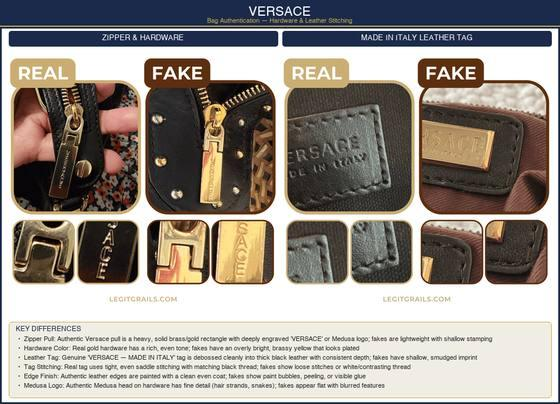 VERSACE
Bag Authentication — Hardware & Leather Stitching
ZIPPER & HARDWARE
MADE IN ITALY LEATHER TAG
REAL
FAKE
REAL
FAKE
ERSACE
DE IN ITALY
SACE
SACE
SACE
LEGITGRAILS.COM
LEGITGRAILS.COM
KEY DIFFERENCES
• Zipper Pull: Authentic Versace pull is a heavy, solid brass/gold rectangle with deeply engraved 'VERSACE' or Medusa logo; fakes are lightweight with shallow stamping
• Hardware Color: Real gold hardware has a rich, even tone; fakes have an overly bright, brassy yellow that looks plated
• Leather Tag: Genuine 'VERSACE — MADE IN ITALY' tag is debossed cleanly into thick black leather with consistent depth; fakes have shallow, smudged imprint
• Tag Stitching: Real tag uses tight, even saddle stitching with matching black thread; fakes show loose stitches or white/contrasting thread
• Edge Finish: Authentic leather edges are painted with a clean even coat; fakes show paint bubbles, peeling, or visible glue
• Medusa Logo: Authentic Medusa head on hardware has fine detail (hair strands, snakes); fakes appear flat with blurred features